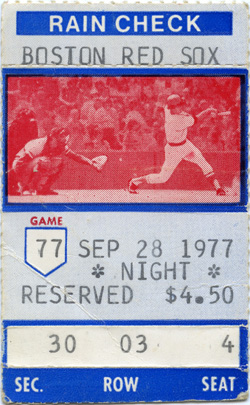 RAIN CHECK
BOSTON RED SOX
GAME
77 SEP 28 1977
* NIGHT *
RESERVED $4.50
30 03 4
SEC. ROW SEAT